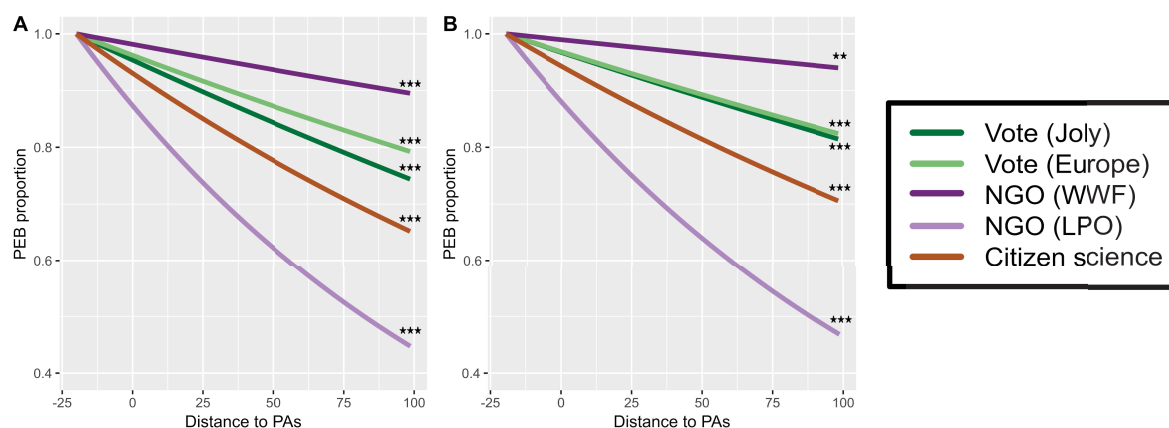 A
B
1.0
0.8
0.6
0.4
PEB proportion
***
***
***
***
***
-25 0 25 50 75 100
Distance to PAs
1.0
0.8
0.6
0.4
PEB proportion
**
***
***
***
***
-25 0 25 50 75 100
Distance to PAs
Vote (Joly)
Vote (Europe)
NGO (WWF)
NGO (LPO)
Citizen science